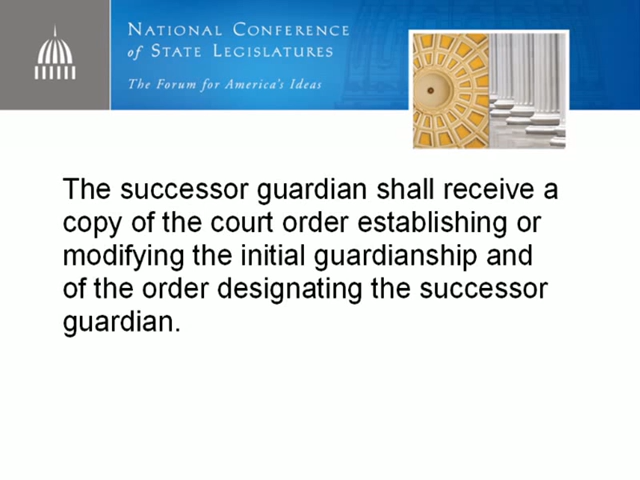 NATIONAL CONFERENCE
of STATE LEGISLATURES
The Forum for America's Ideas
The successor guardian shall receive a
copy of the court order establishing or
modifying the initial guardianship and
of the order designating the successor
guardian.